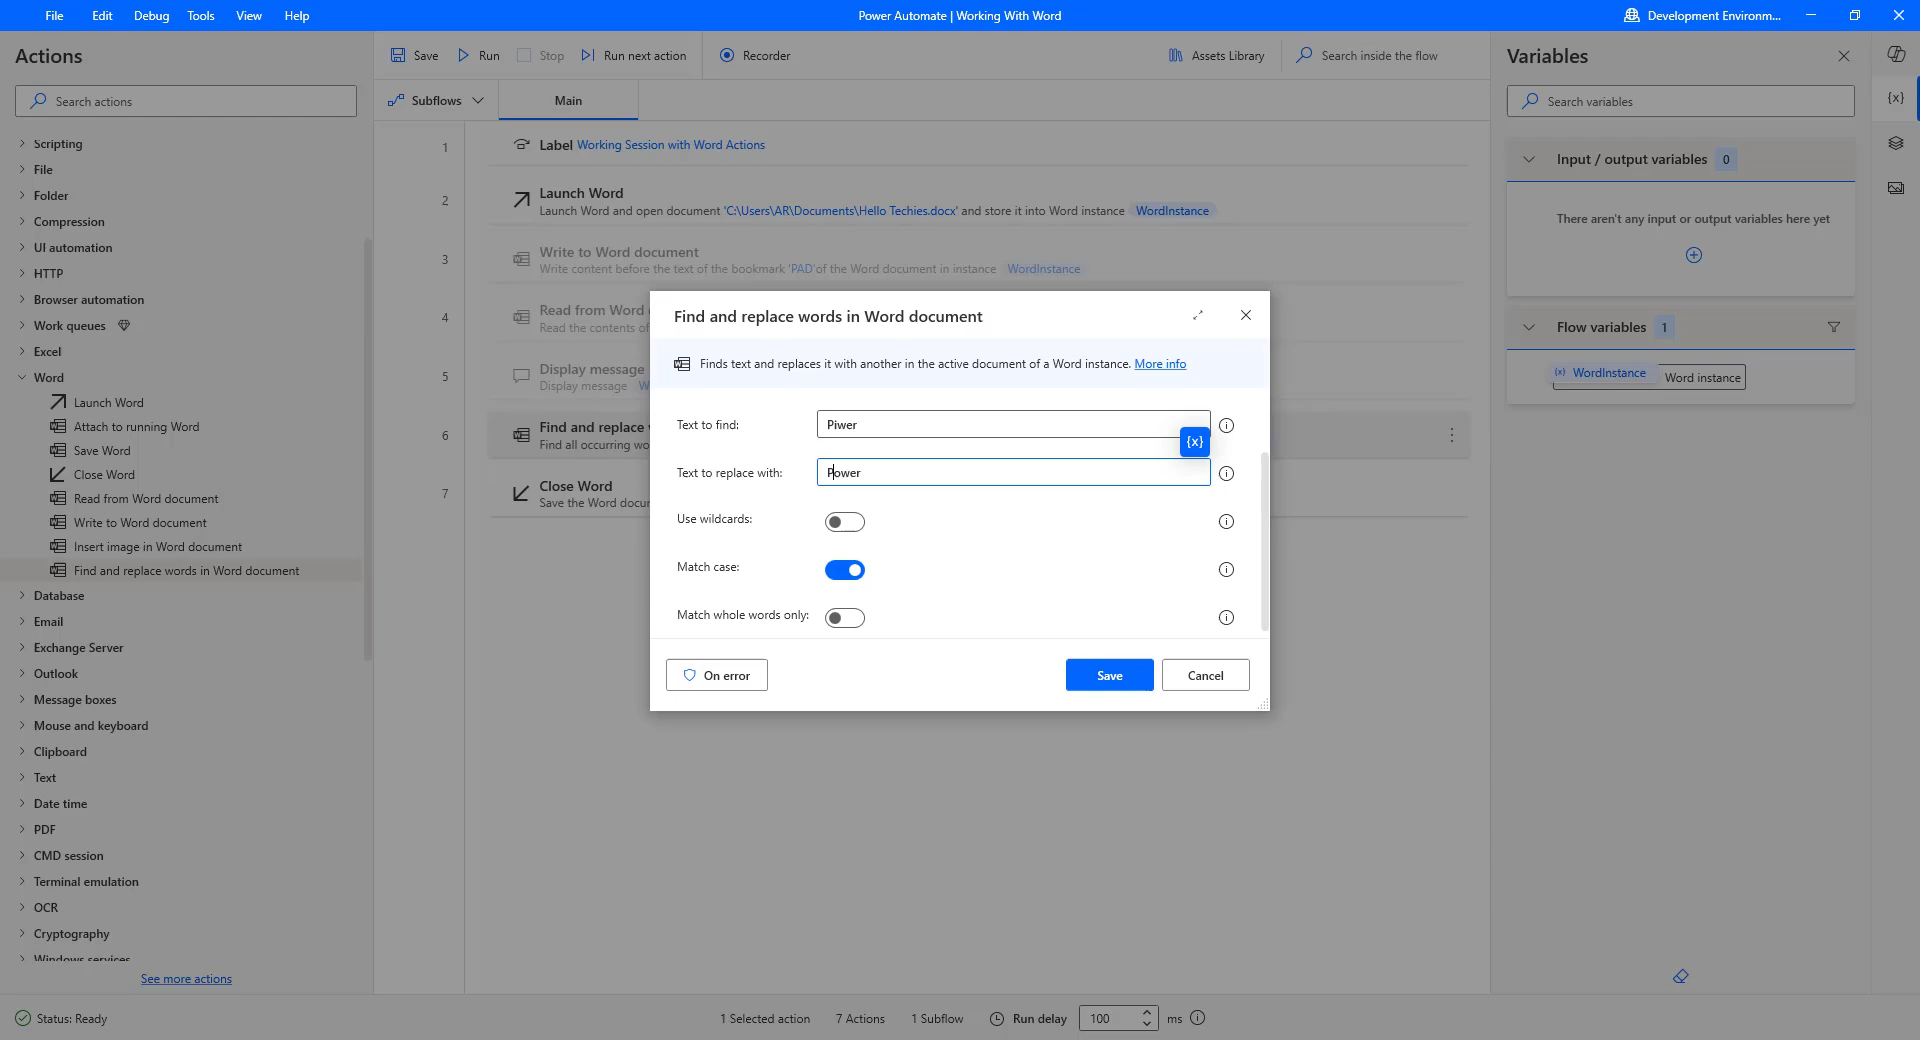 File Edit Debug Tools View Help
Power Automate | Working With Word
Development Environm...
Actions
Search actions
Scripting
File
Folder
Compression
UI automation
HTTP
Browser automation
Work queues
Excel
Word
Launch Word
Attach to running Word
Save Word
Close Word
Read from Word document
Write to Word document
Insert image in Word document
Find and replace words in Word document
Database
Email
Exchange Server
Outlook
Message boxes
Mouse and keyboard
Clipboard
Text
Date time
PDF
CMD session
Terminal emulation
OCR
Cryptography
Windows services
See more actions
Save Run Stop Run next action Recorder
Assets Library Search inside the flow
Subflows Main
1 Label Working Session with Word Actions
2 Launch Word
Launch Word and open document 'C:\Users\AR\Documents\Hello Techies.docx' and store it into Word instance WordInstance
3 Write to Word document
Write content before the text of the bookmark 'PAD'of the Word document in instance WordInstance
4 Read from Word
Read the contents of
5 Display message
Display message W
6 Find and replace
Find all occurring wo
7 Close Word
Save the Word docu
Find and replace words in Word document
Finds text and replaces it with another in the active document of a Word instance. More info
Text to find: Piwer
{x}
Text to replace with: Power
Use wildcards:
Match case:
Match whole words only:
On error Save Cancel
Variables
Search variables
Input / output variables 0
There aren't any input or output variables here yet
Flow variables 1
{x} WordInstance Word instance
{x}
Status: Ready
1 Selected action 7 Actions 1 Subflow Run delay 100 ms